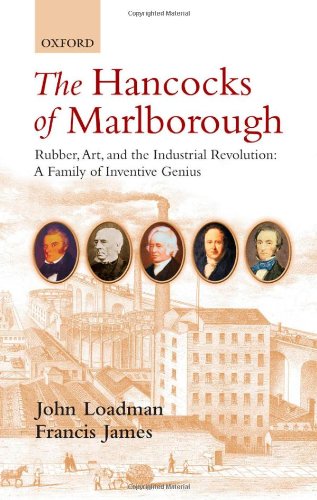 OXFORD
The Hancocks
of Marlborough
Rubber, Art, and the Industrial Revolution:
A Family of Inventive Genius
John Loadman
Francis James